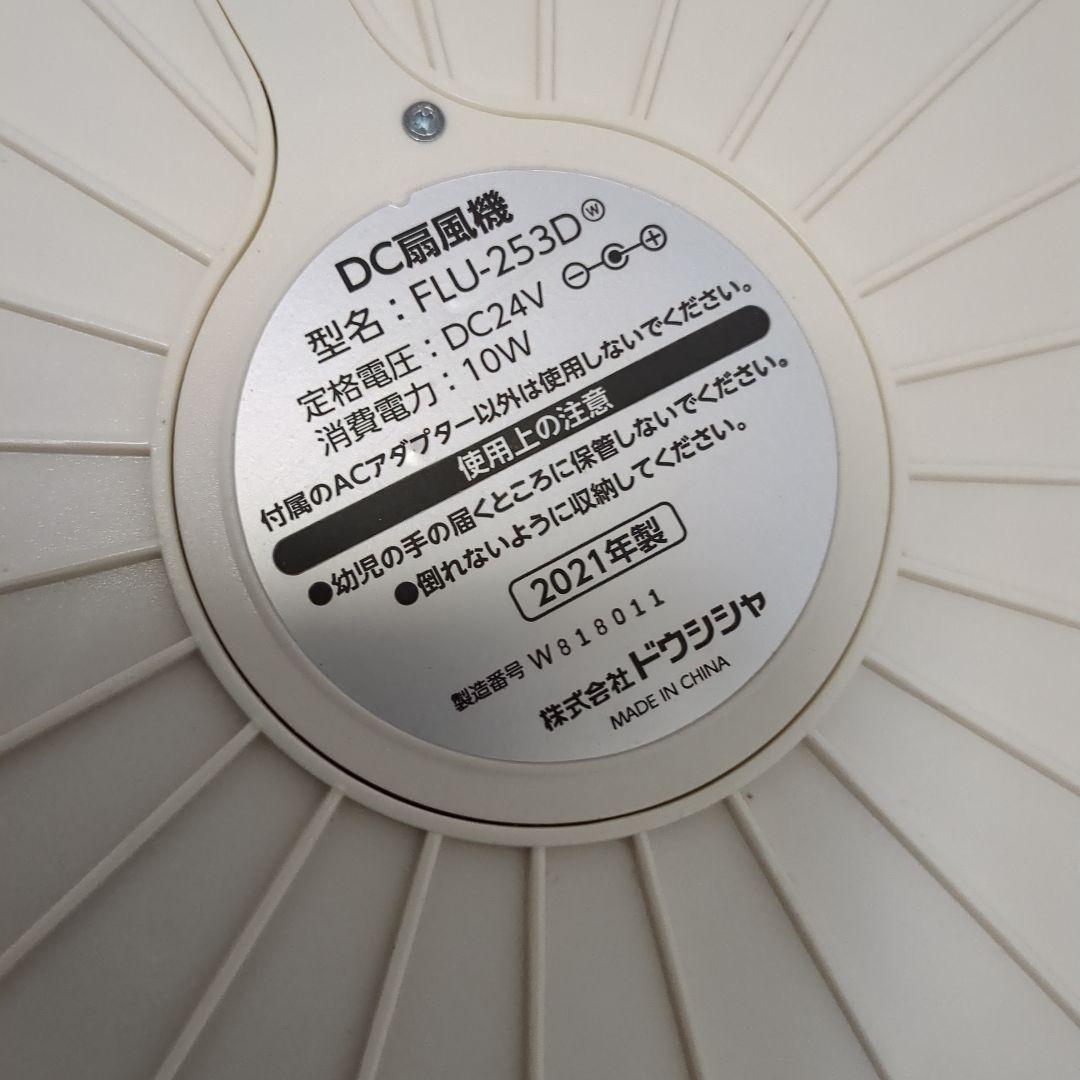 DC扇風機
型名：FLU-253D Ⓦ
定格電圧：DC24V ⊖ ⊕
消費電力：10W
付属のACアダプター以外は使用しないでください。
使用上の注意
●幼児の手の届くところに保管しないでください。
●倒れないように収納してください。
2021年製
製造番号 W818011
株式会社ドウシシャ
MADE IN CHINA